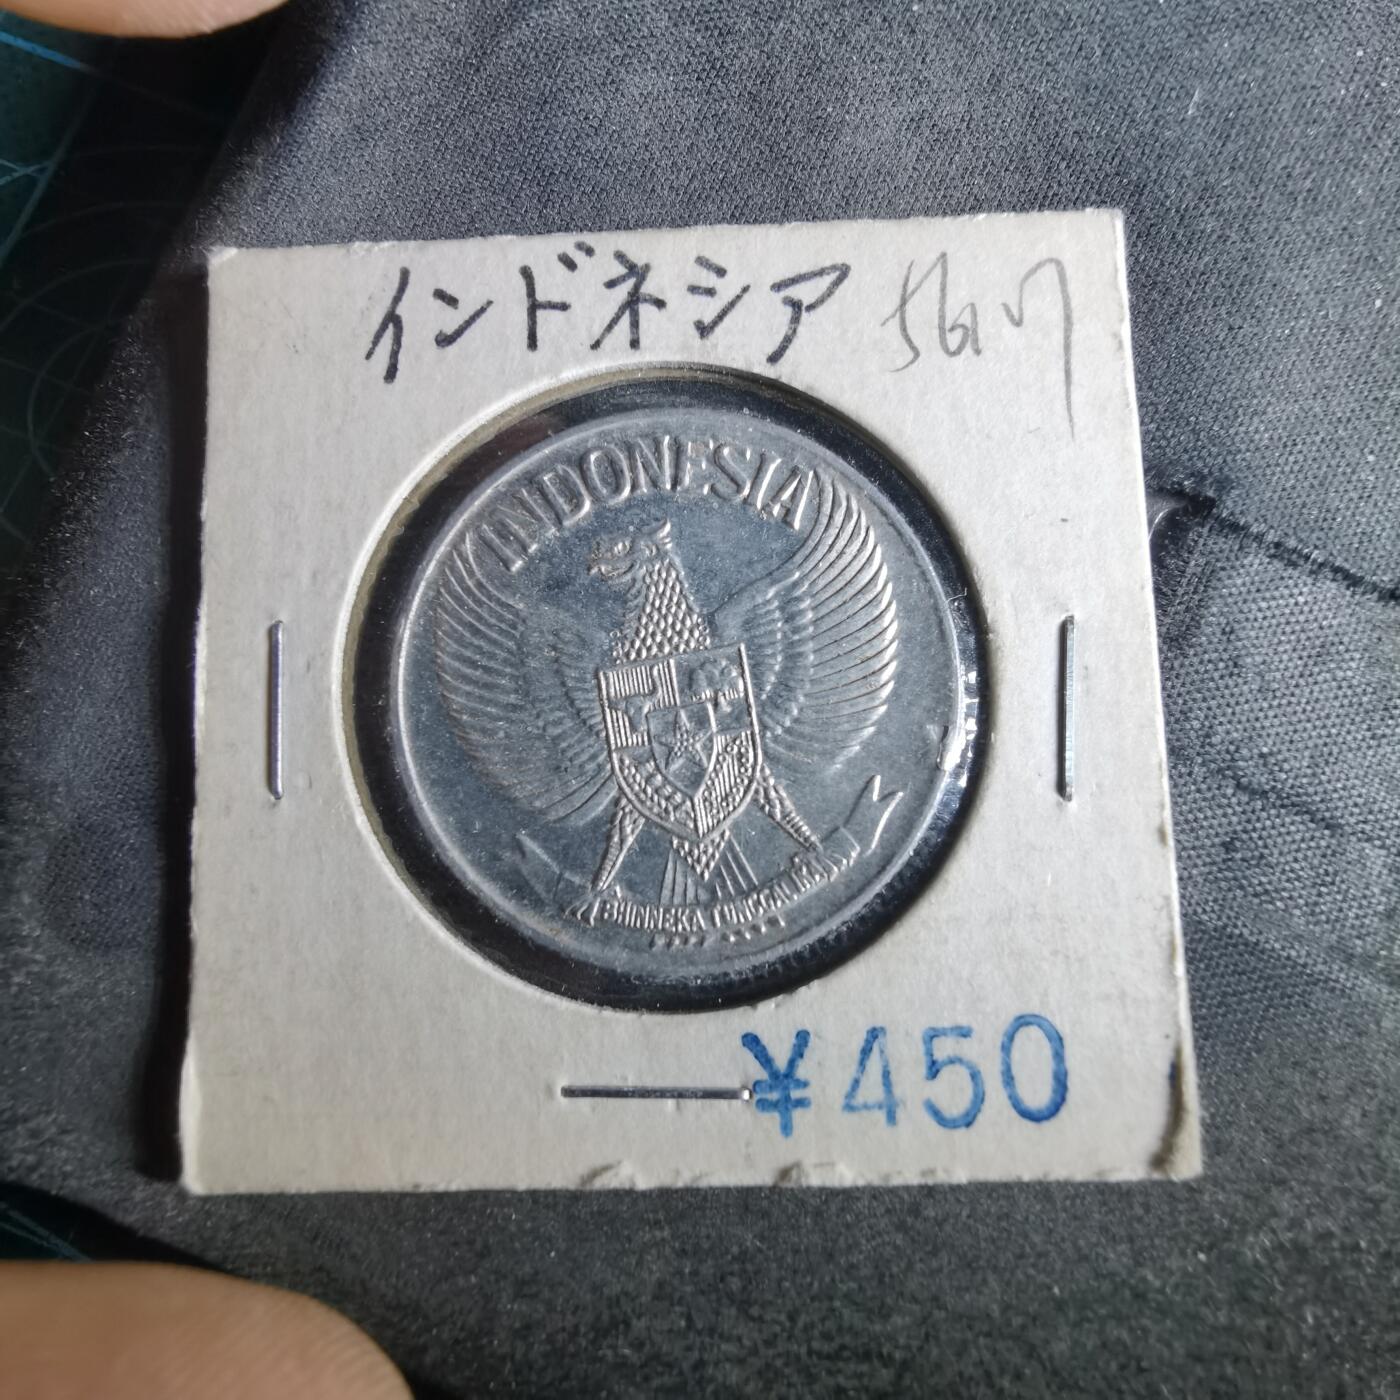 インドネシア
INDONESIA
BHINNEKA TUNGGAL IKA
¥450